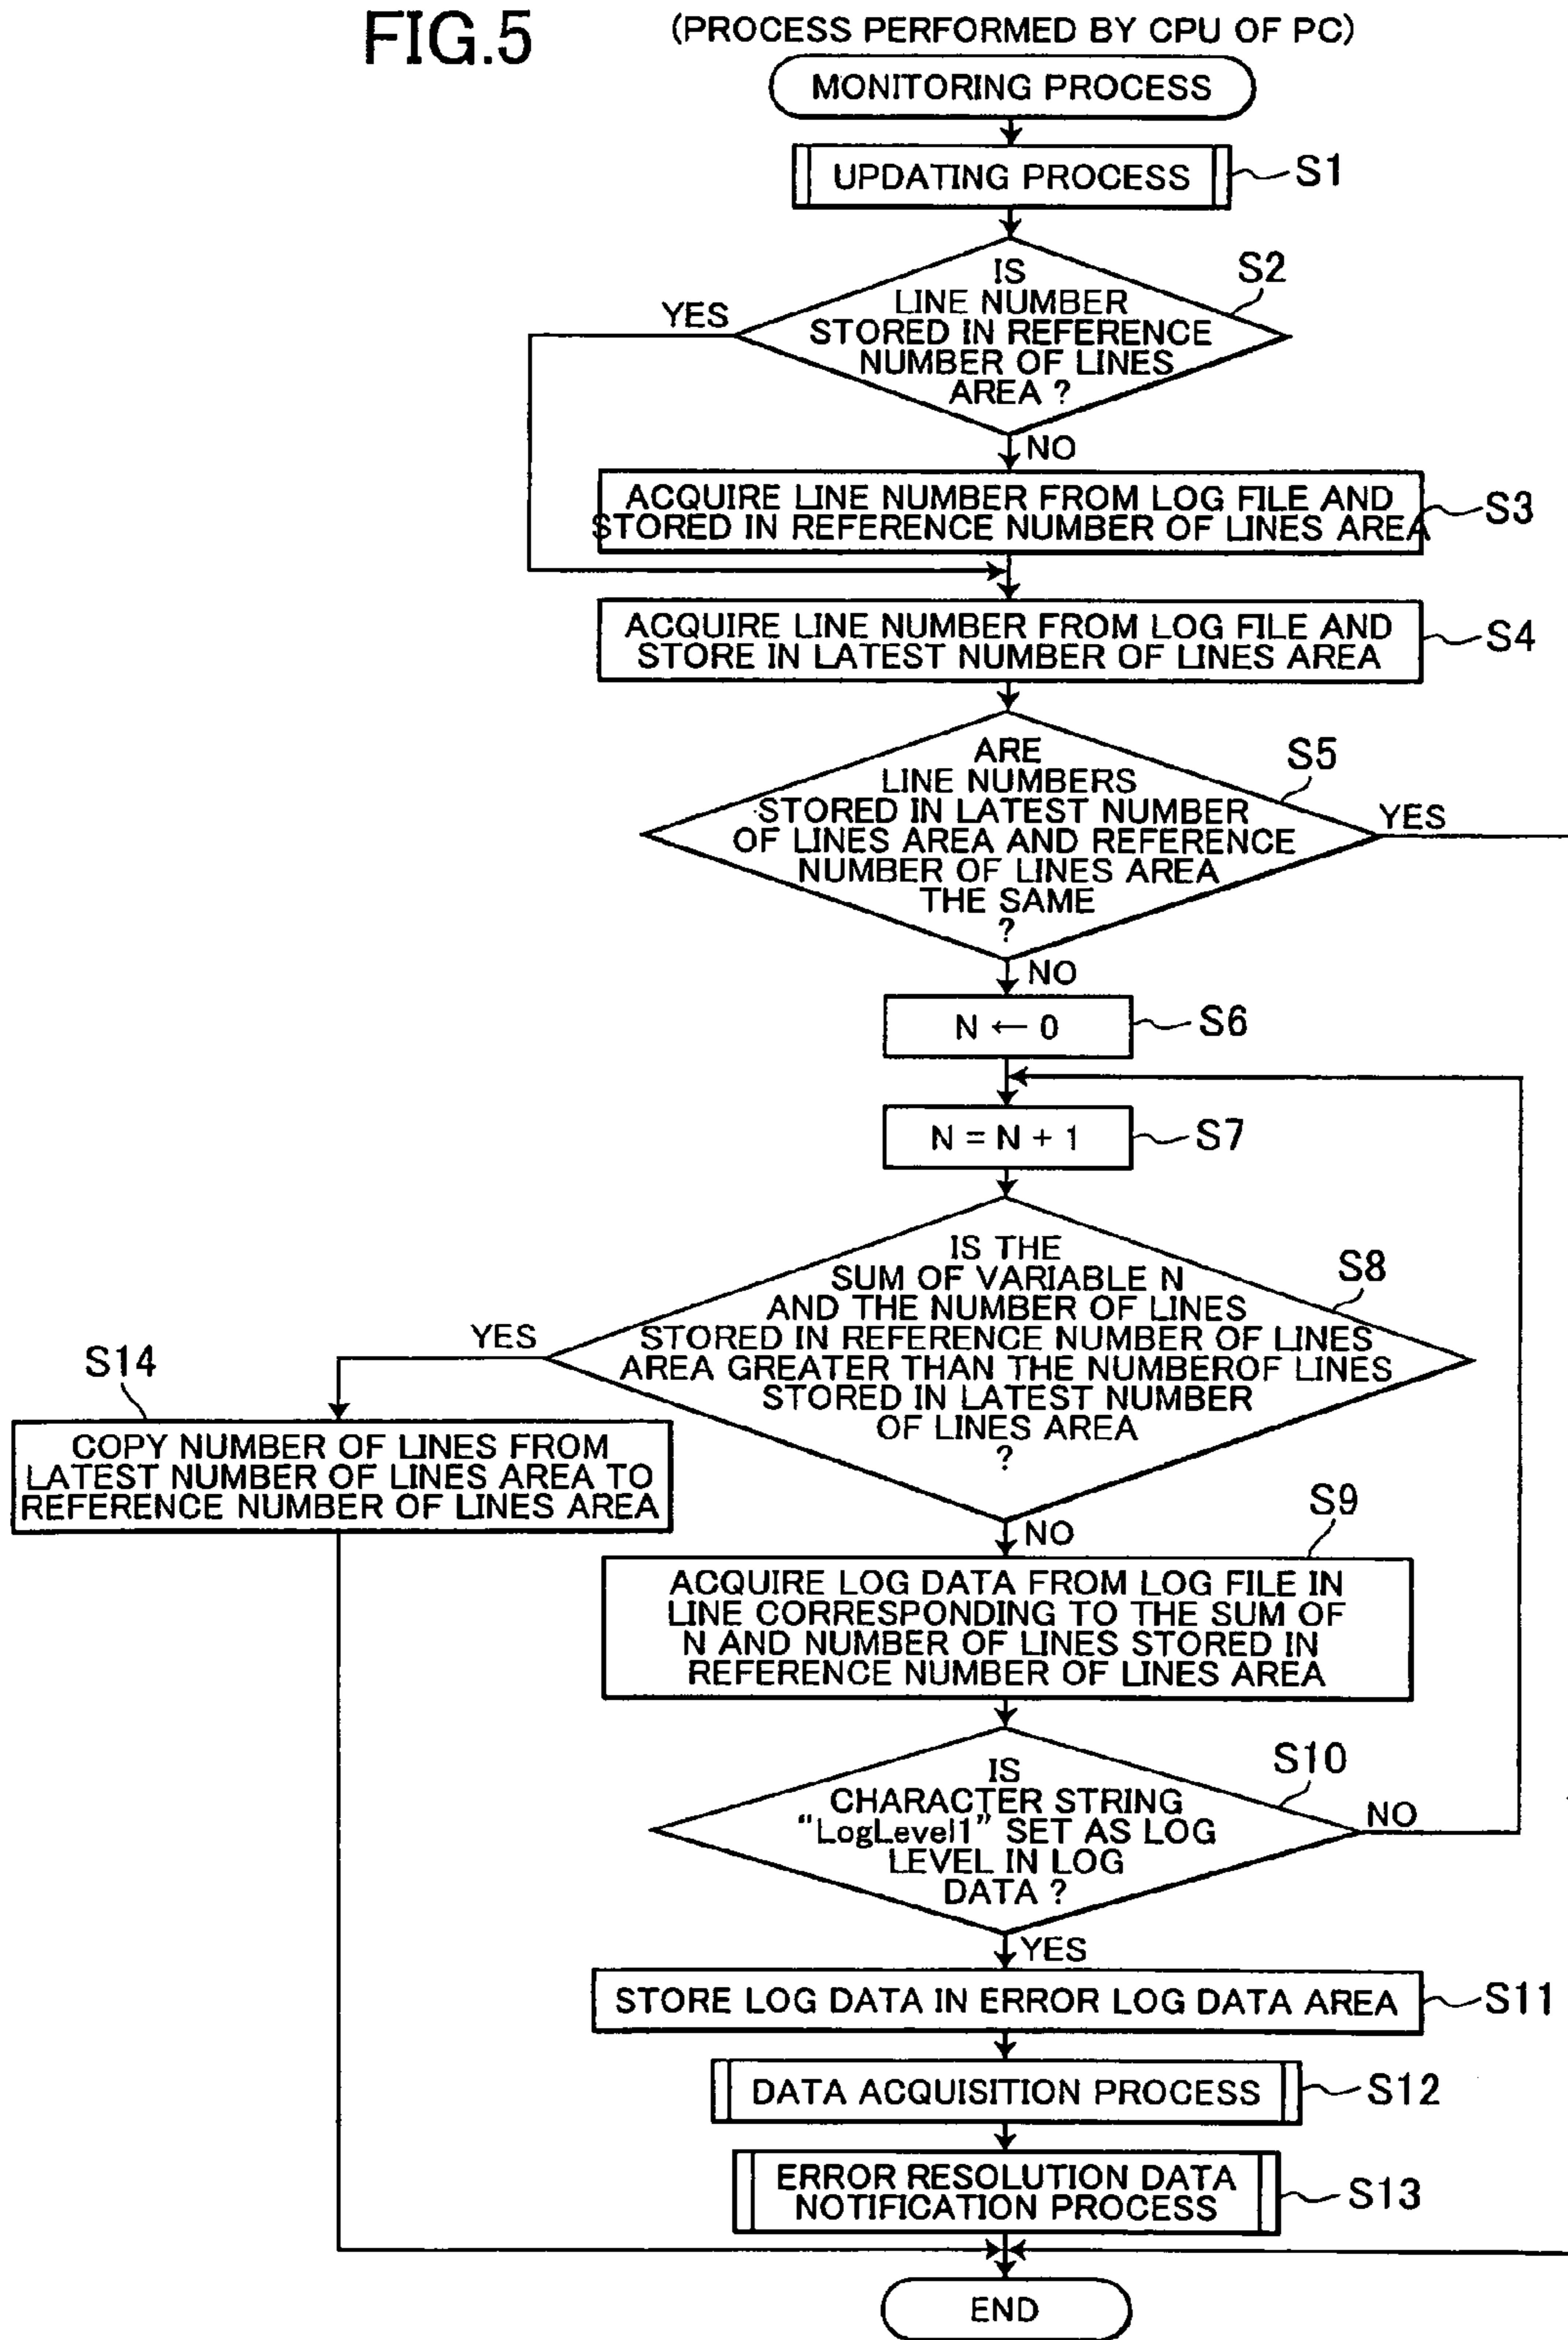 FIG.5
(PROCESS PERFORMED BY CPU OF PC)
MONITORING PROCESS
UPDATING PROCESS
S1
IS
LINE NUMBER
STORED IN REFERENCE
NUMBER OF LINES
AREA ?
S2
YES
NO
ACQUIRE LINE NUMBER FROM LOG FILE AND
STORED IN REFERENCE NUMBER OF LINES AREA
S3
ACQUIRE LINE NUMBER FROM LOG FILE AND
STORE IN LATEST NUMBER OF LINES AREA
S4
ARE
LINE NUMBERS
STORED IN LATEST NUMBER
OF LINES AREA AND REFERENCE
NUMBER OF LINES AREA
THE SAME
?
S5
YES
NO
N ← 0
S6
N = N + 1
S7
IS THE
SUM OF VARIABLE N
AND THE NUMBER OF LINES
STORED IN REFERENCE NUMBER OF LINES
AREA GREATER THAN THE NUMBEROF LINES
STORED IN LATEST NUMBER
OF LINES AREA
?
S8
YES
S14
COPY NUMBER OF LINES FROM
LATEST NUMBER OF LINES AREA TO
REFERENCE NUMBER OF LINES AREA
NO
S9
ACQUIRE LOG DATA FROM LOG FILE IN
LINE CORRESPONDING TO THE SUM OF
N AND NUMBER OF LINES STORED IN
REFERENCE NUMBER OF LINES AREA
IS
CHARACTER STRING
“LogLevel1” SET AS LOG
LEVEL IN LOG
DATA ?
S10
NO
YES
STORE LOG DATA IN ERROR LOG DATA AREA
S11
DATA ACQUISITION PROCESS
S12
ERROR RESOLUTION DATA
NOTIFICATION PROCESS
S13
END